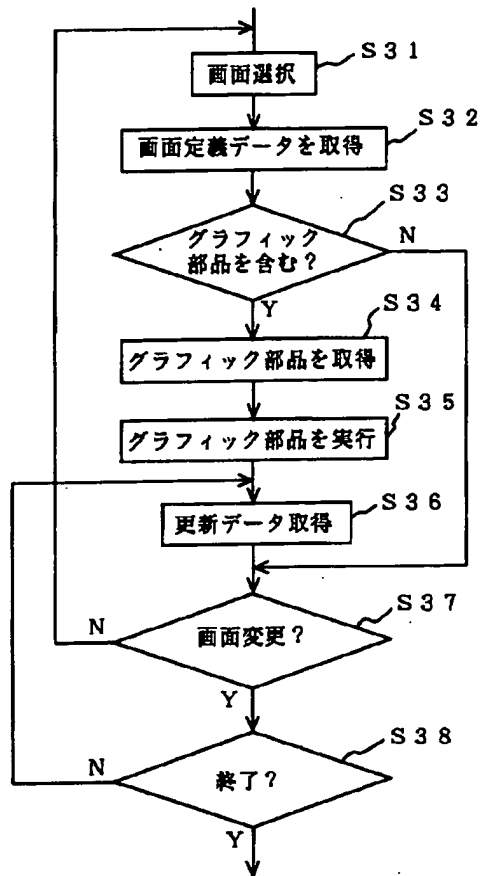 S31
画面選択
S32
画面定義データを取得
S33
グラフィック
部品を含む?
N
Y
S34
グラフィック部品を取得
S35
グラフィック部品を実行
S36
更新データ取得
S37
N
画面変更?
Y
S38
N
終了?
Y